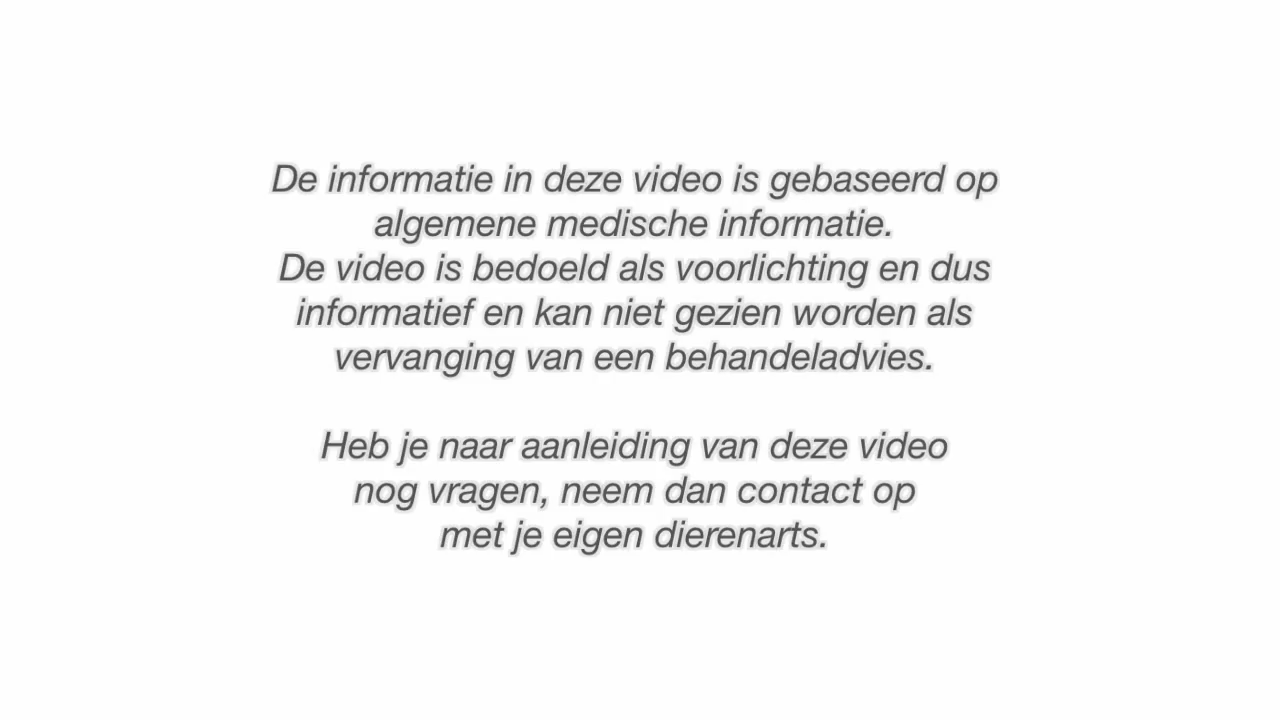 De informatie in deze video is gebaseerd op
algemene medische informatie.
De video is bedoeld als voorlichting en dus
informatief en kan niet gezien worden als
vervanging van een behandeladvies.
Heb je naar aanleiding van deze video
nog vragen, neem dan contact op
met je eigen dierenarts.